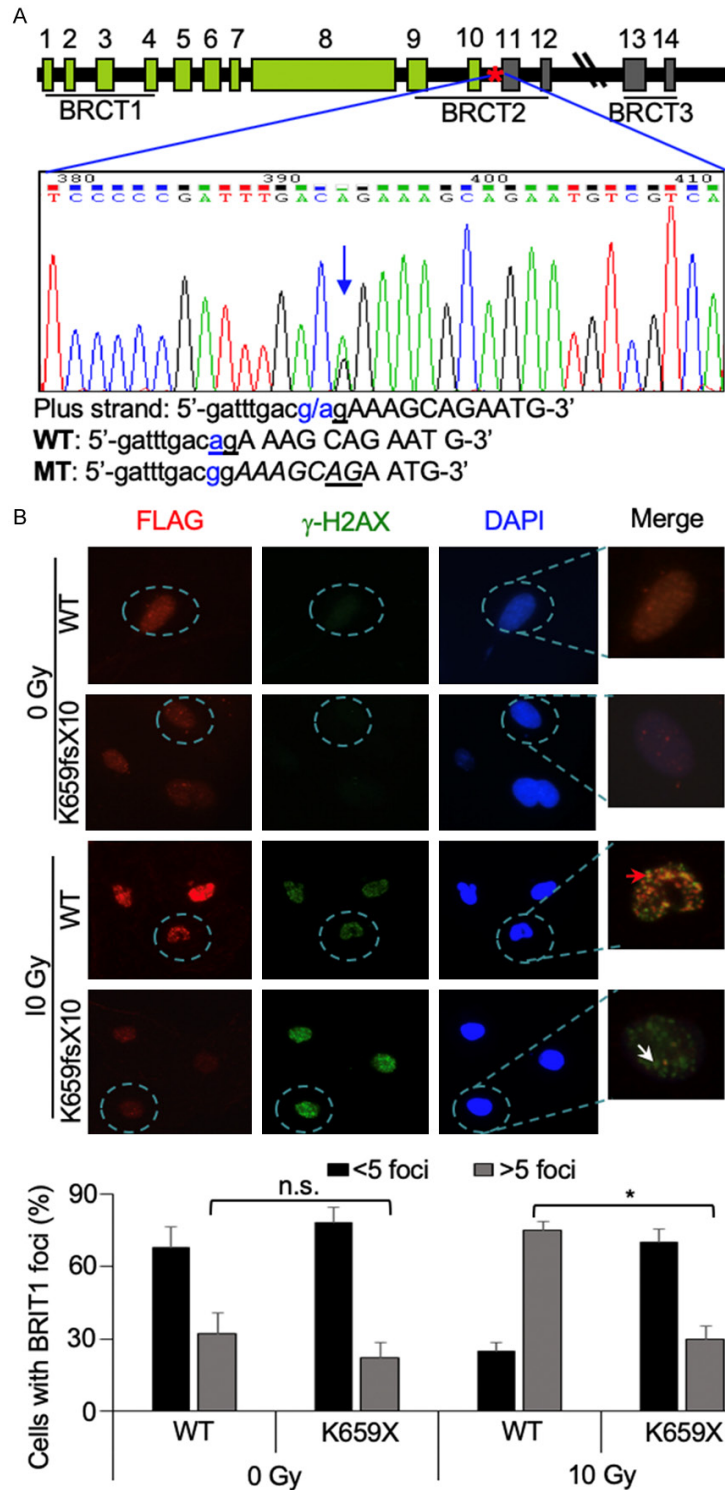 A
1 2 3 4 5 6 7 8 9 10 11 12 13 14
BRCT1 BRCT2 BRCT3
*
380 390 400 410
T C C C C C G A T T T G A C A G A A A G C A G A A T G T C G T C A
Plus strand: 5'-gatttgacg/agAAAGCAGAATG-3'
WT: 5'-gatttgacagA AAG CAG AAT G-3'
MT: 5'-gatttgacggAAAGCAGA ATG-3'
B
FLAG γ-H2AX DAPI Merge
0 Gy
WT
K659fsX10
I0 Gy
WT
K659fsX10
<5 foci >5 foci
n.s. *
Cells with BRIT1 foci (%)
90
60
30
0
WT K659X WT K659X
0 Gy 10 Gy